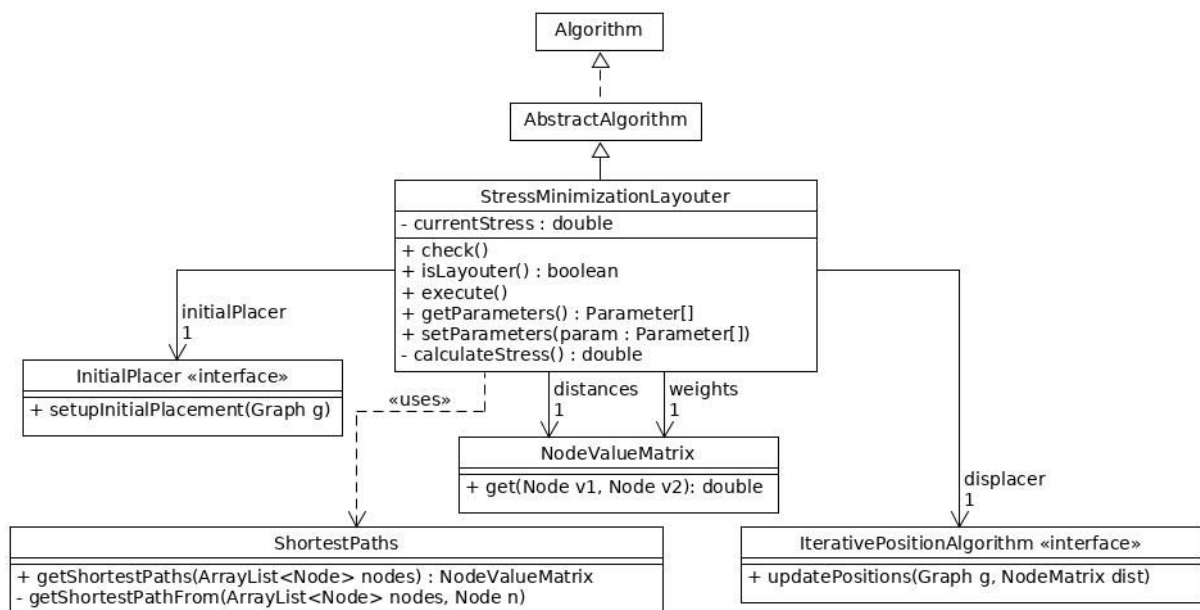 Algorithm
AbstractAlgorithm
StressMinimizationLayouter
- currentStress : double
+ check()
+ isLayouter() : boolean
+ execute()
+ getParameters() : Parameter[]
+ setParameters(param : Parameter[])
- calculateStress() : double
initialPlacer
1
InitialPlacer «interface»
+ setupInitialPlacement(Graph g)
«uses»
distances
1
weights
1
NodeValueMatrix
+ get(Node v1, Node v2): double
displacer
1
ShortestPaths
+ getShortestPaths(ArrayList<Node> nodes) : NodeValueMatrix
- getShortestPathFrom(ArrayList<Node> nodes, Node n)
IterativePositionAlgorithm «interface»
+ updatePositions(Graph g, NodeMatrix dist)